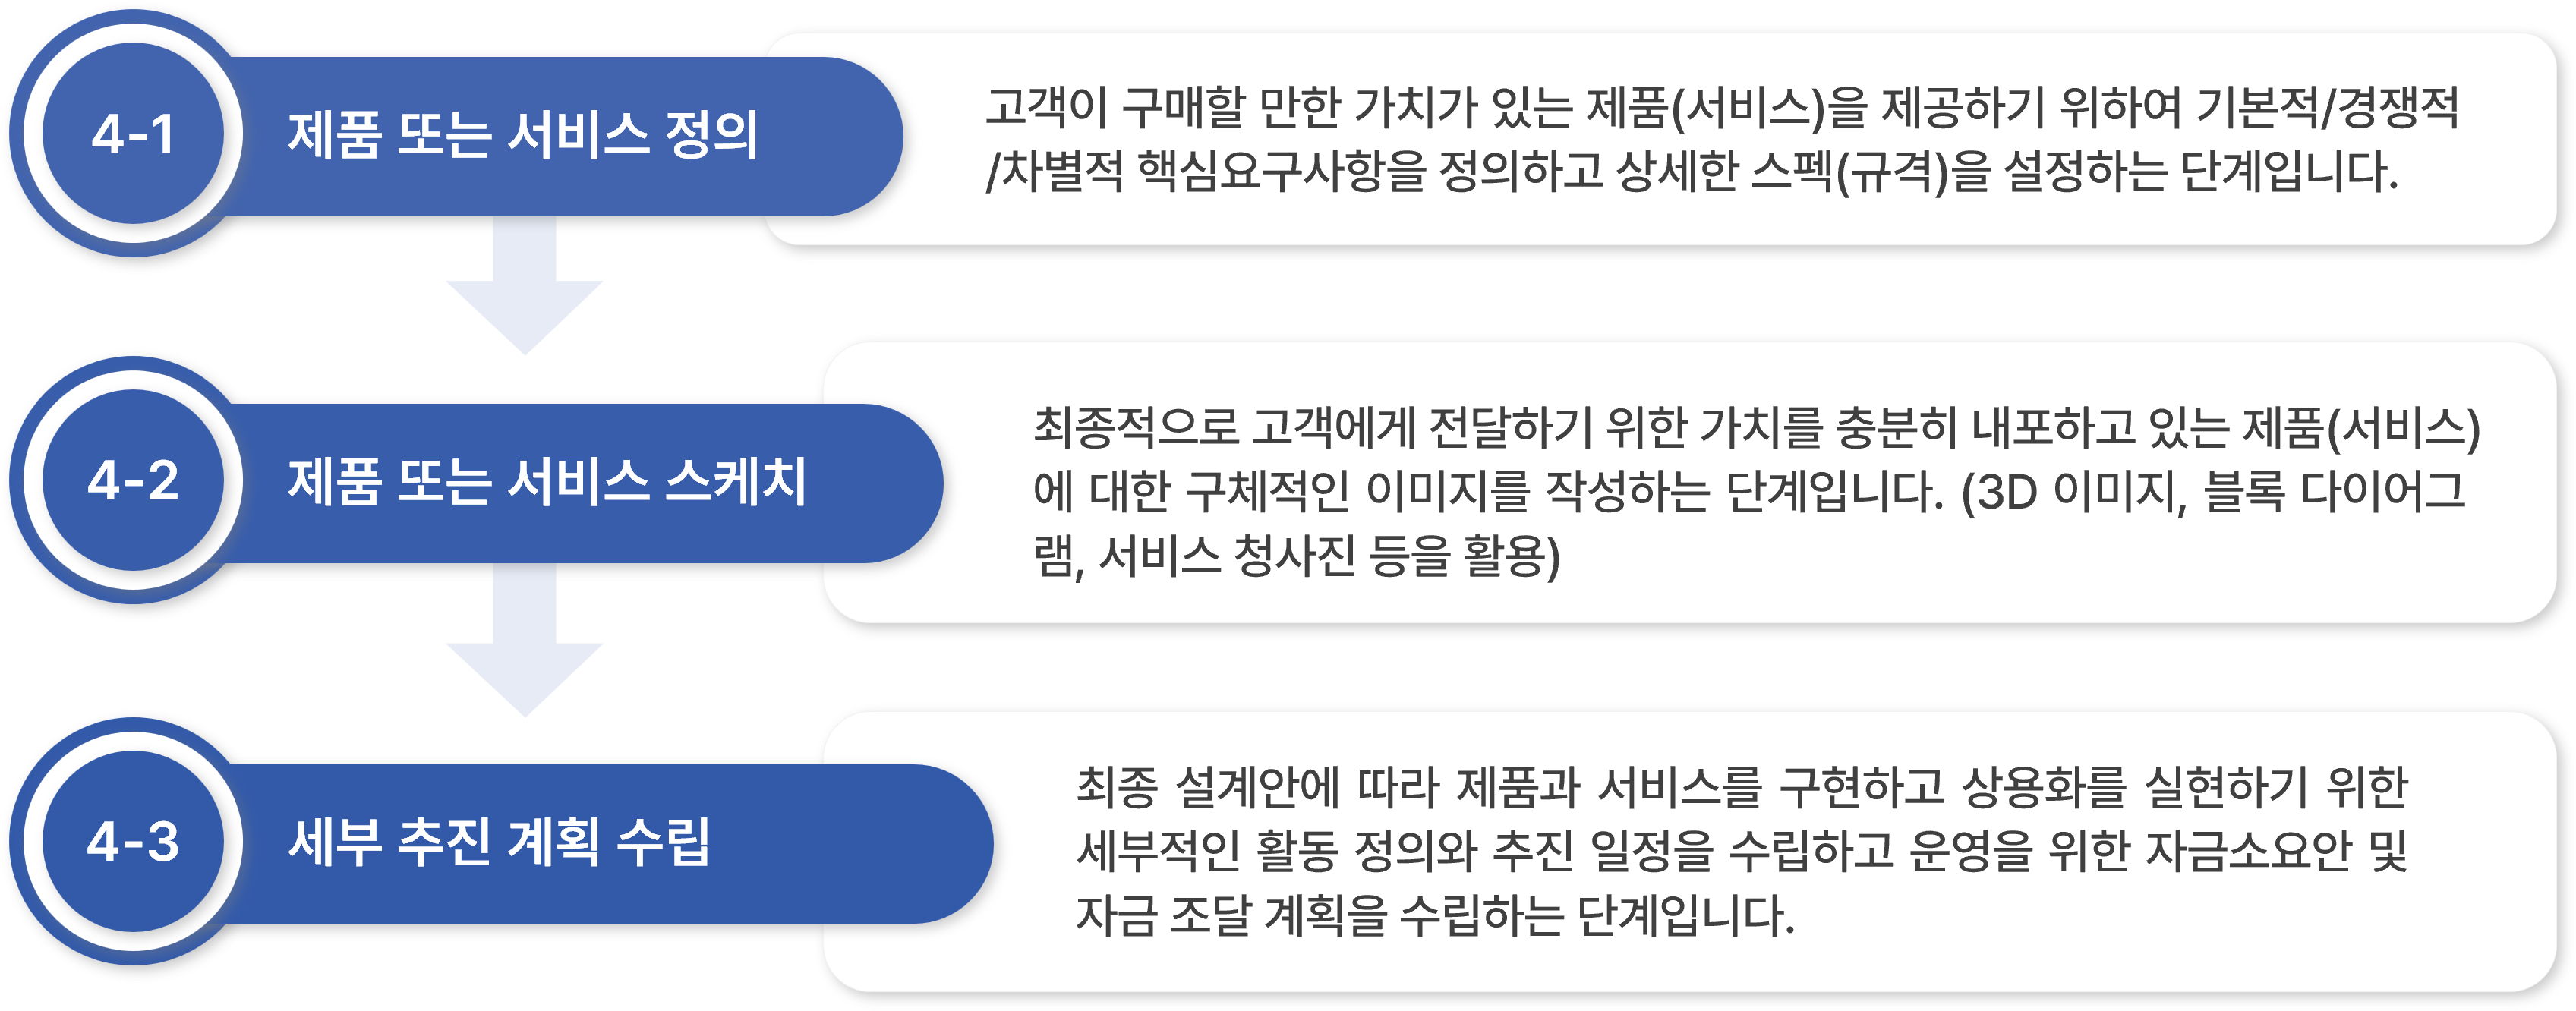 4-1
제품 또는 서비스 정의
고객이 구매할 만한 가치가 있는 제품(서비스)을 제공하기 위하여 기본적/경쟁적
/차별적 핵심요구사항을 정의하고 상세한 스펙(규격)을 설정하는 단계입니다.
4-2
제품 또는 서비스 스케치
최종적으로 고객에게 전달하기 위한 가치를 충분히 내포하고 있는 제품(서비스)
에 대한 구체적인 이미지를 작성하는 단계입니다. (3D 이미지, 블록 다이어그
램, 서비스 청사진 등을 활용)
4-3
세부 추진 계획 수립
최종 설계안에 따라 제품과 서비스를 구현하고 상용화를 실현하기 위한
세부적인 활동 정의와 추진 일정을 수립하고 운영을 위한 자금소요안 및
자금 조달 계획을 수립하는 단계입니다.